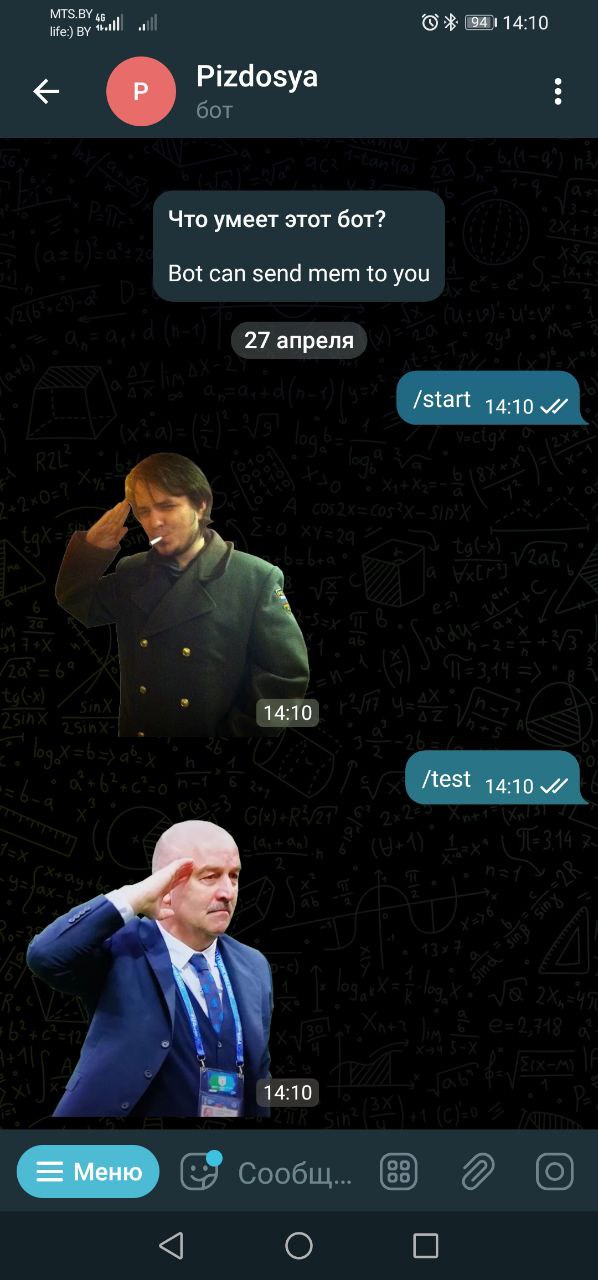 MTS.BY 4G
life:) BY
94 14:10
P
Pizdosya
бот
Что умеет этот бот?
Bot can send mem to you
27 апреля
/start 14:10
14:10
/test 14:10
14:10
Меню
Сообщ...